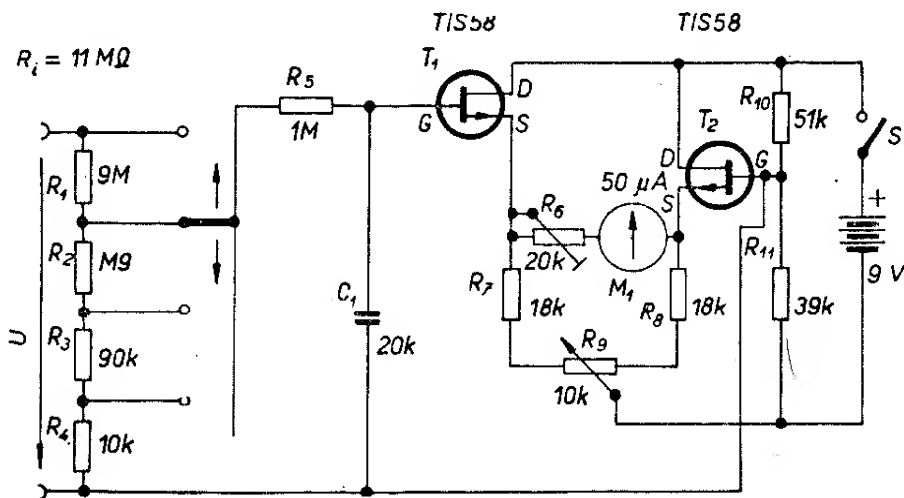 TIS58
TIS58
Ri = 11 MΩ
R5
1M
T1
G
D
S
R10
51k
T2
D
G
S
S
R1
9M
50 μA
R6
20k
M1
R11
+
9 V
R2
M9
R7
18k
R8
18k
39k
C1
20k
R9
10k
U
R3
90k
R4
10k